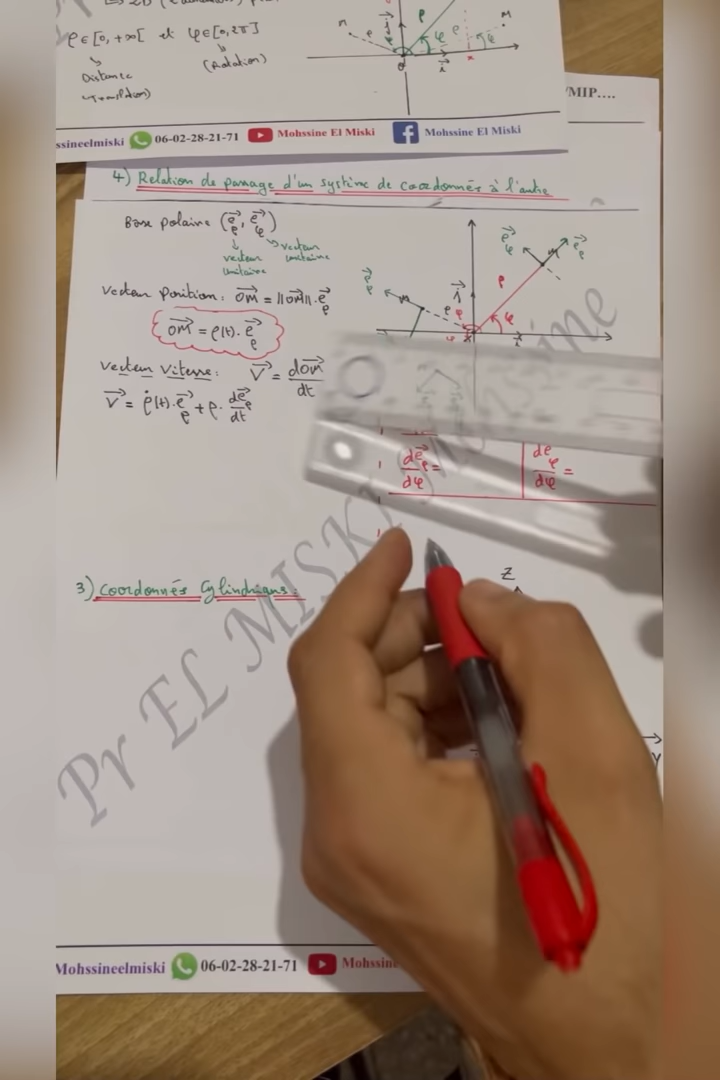 ρ∈[0,+∞[ et φ∈[0,2π]
Distance
(Rotation)
M
ρ
φ
M
/MIP....
ssineelmiski 06-02-28-21-71 Mohssine El Miski Mohssine El Miski
4) Relation de passage d'un système de coordonnés à l'autre
Base polaire (e⃗ρ, e⃗φ)
vecteur unitaire
vecteur unitaire
Vecteur Position: OM⃗ = ||OM⃗||.e⃗ρ
OM⃗ = ρ(t).e⃗ρ
Vecteur Vitesse: V⃗ = dOM⃗/dt
V⃗ = ρ̇(t).e⃗ρ + ρ.de⃗ρ/dt
e⃗φ
e⃗ρ
M
ρ
φ
j⃗
i⃗
e⃗ρ
M
de⃗ρ/dφ =
deφ/dφ =
3) Coordonnés Cylindriques:
Z
Y
Pr EL MISKI Mohssine
Mohssineelmiski 06-02-28-21-71 Mohssin